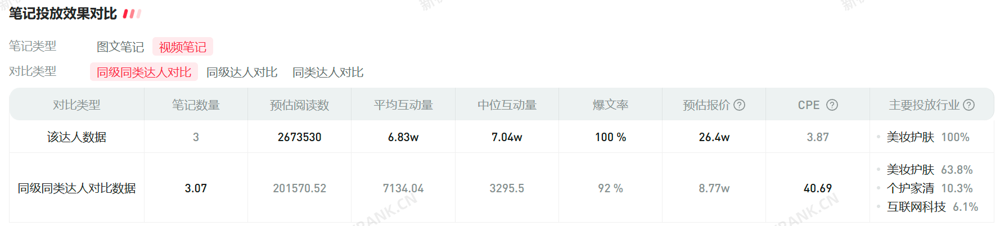 笔记投放效果对比
笔记类型 图文笔记 视频笔记
对比类型 同级同类达人对比 同级达人对比 同类达人对比
对比类型 笔记数量 预估阅读数 平均互动量 中位互动量 爆文率 预估报价 ? CPE ? 主要投放行业 ?
该达人数据 3 2673530 6.83w 7.04w 100 % 26.4w 3.87 美妆护肤 100%
同级同类达人对比数据 3.07 201570.52 7134.04 3295.5 92 % 8.77w 40.69 美妆护肤 63.8%
个护家清 10.3%
互联网科技 6.1%
RANK.CN
RANK.CN